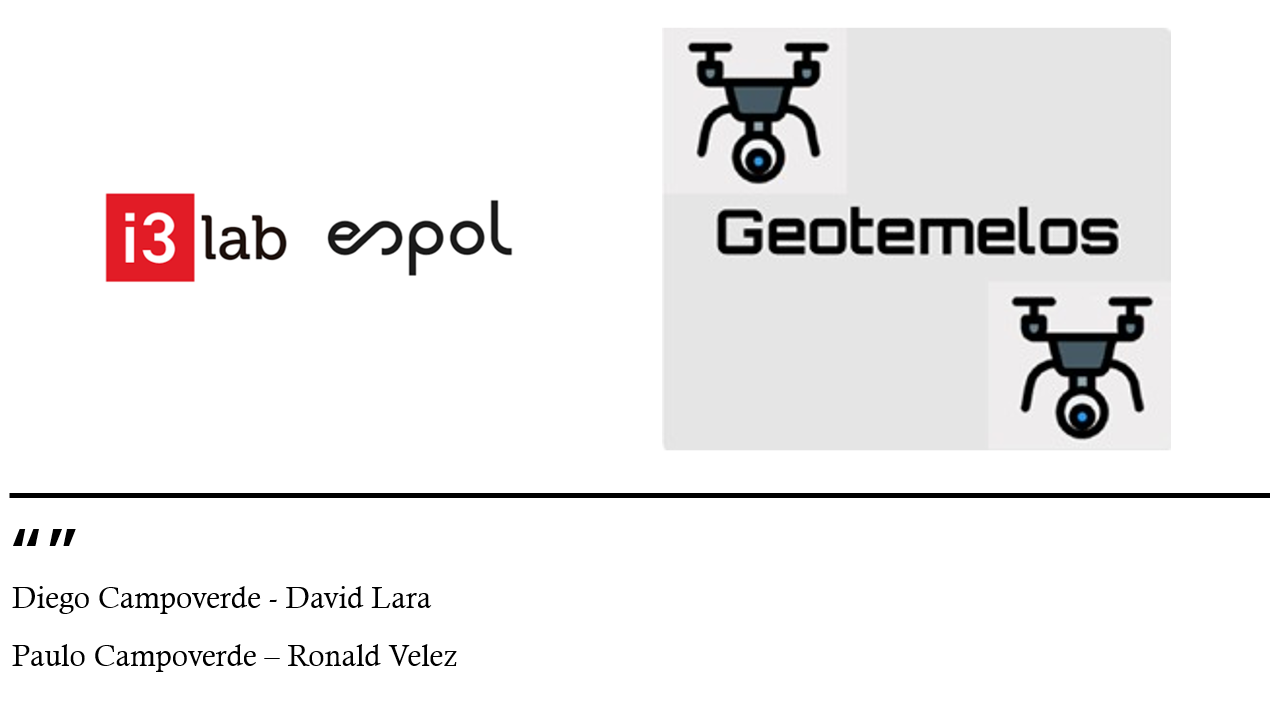 i3 lab espol
Geotemelos
“ ”
Diego Campoverde - David Lara
Paulo Campoverde – Ronald Velez